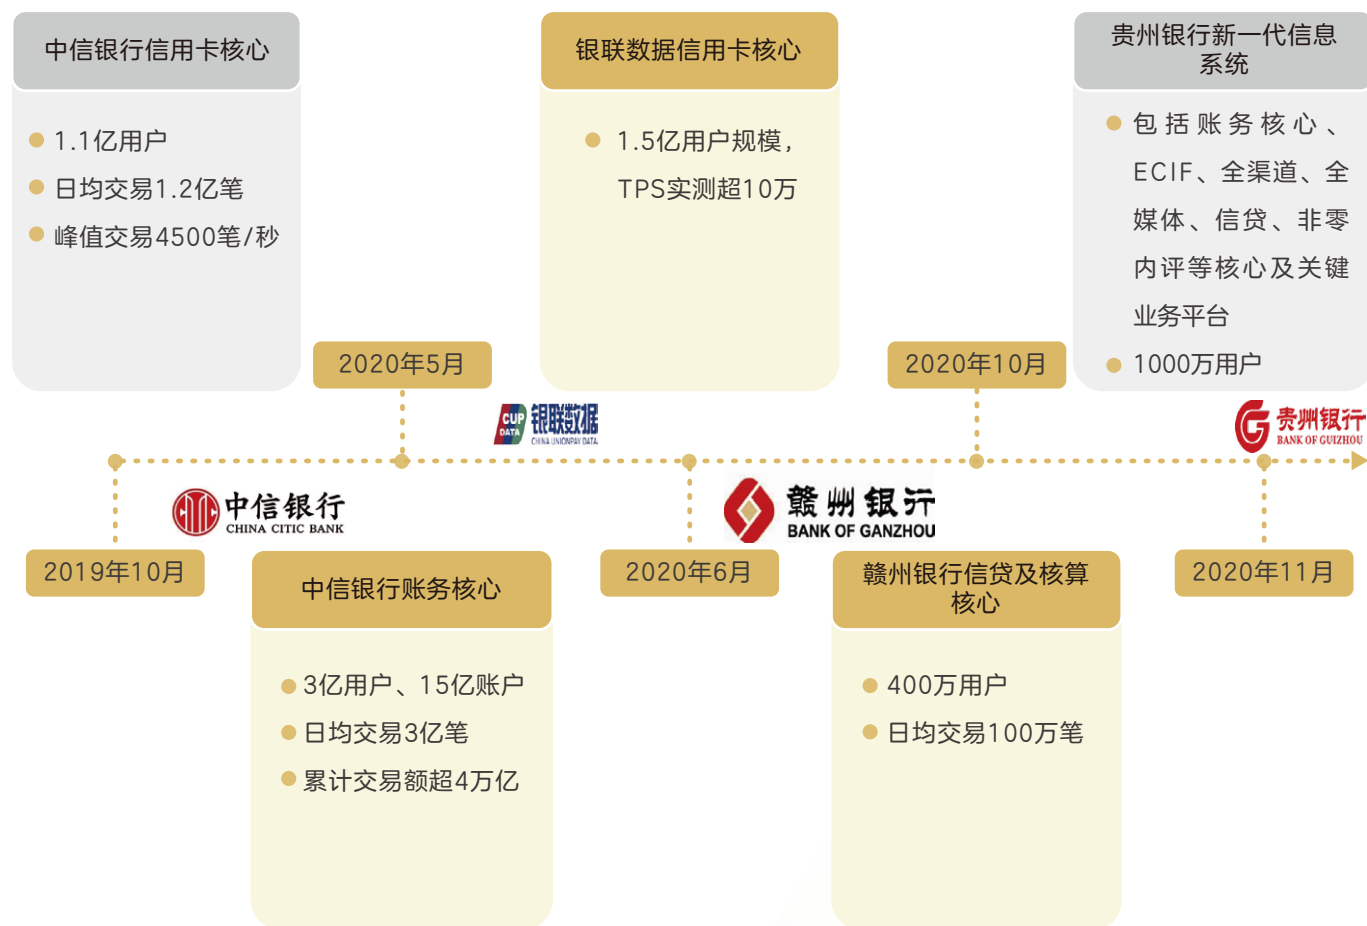 中信银行信用卡核心
1.1亿用户
日均交易1.2亿笔
峰值交易4500笔/秒
2019年10月
中信银行
CHINA CITIC BANK
2020年5月
中信银行账务核心
3亿用户、15亿账户
日均交易3亿笔
累计交易额超4万亿
银联数据信用卡核心
1.5亿用户规模，
TPS实测超10万
CUP
DATA
银联数据
CHINA UNIONPAY DATA
2020年6月
赣州银行
BANK OF GANZHOU
2020年10月
赣州银行信贷及核算
核心
400万用户
日均交易100万笔
贵州银行新一代信息
系统
包括账务核心、
ECIF、全渠道、全
媒体、信贷、非零
内评等核心及关键
业务平台
1000万用户
贵州银行
BANK OF GUIZHOU
2020年11月